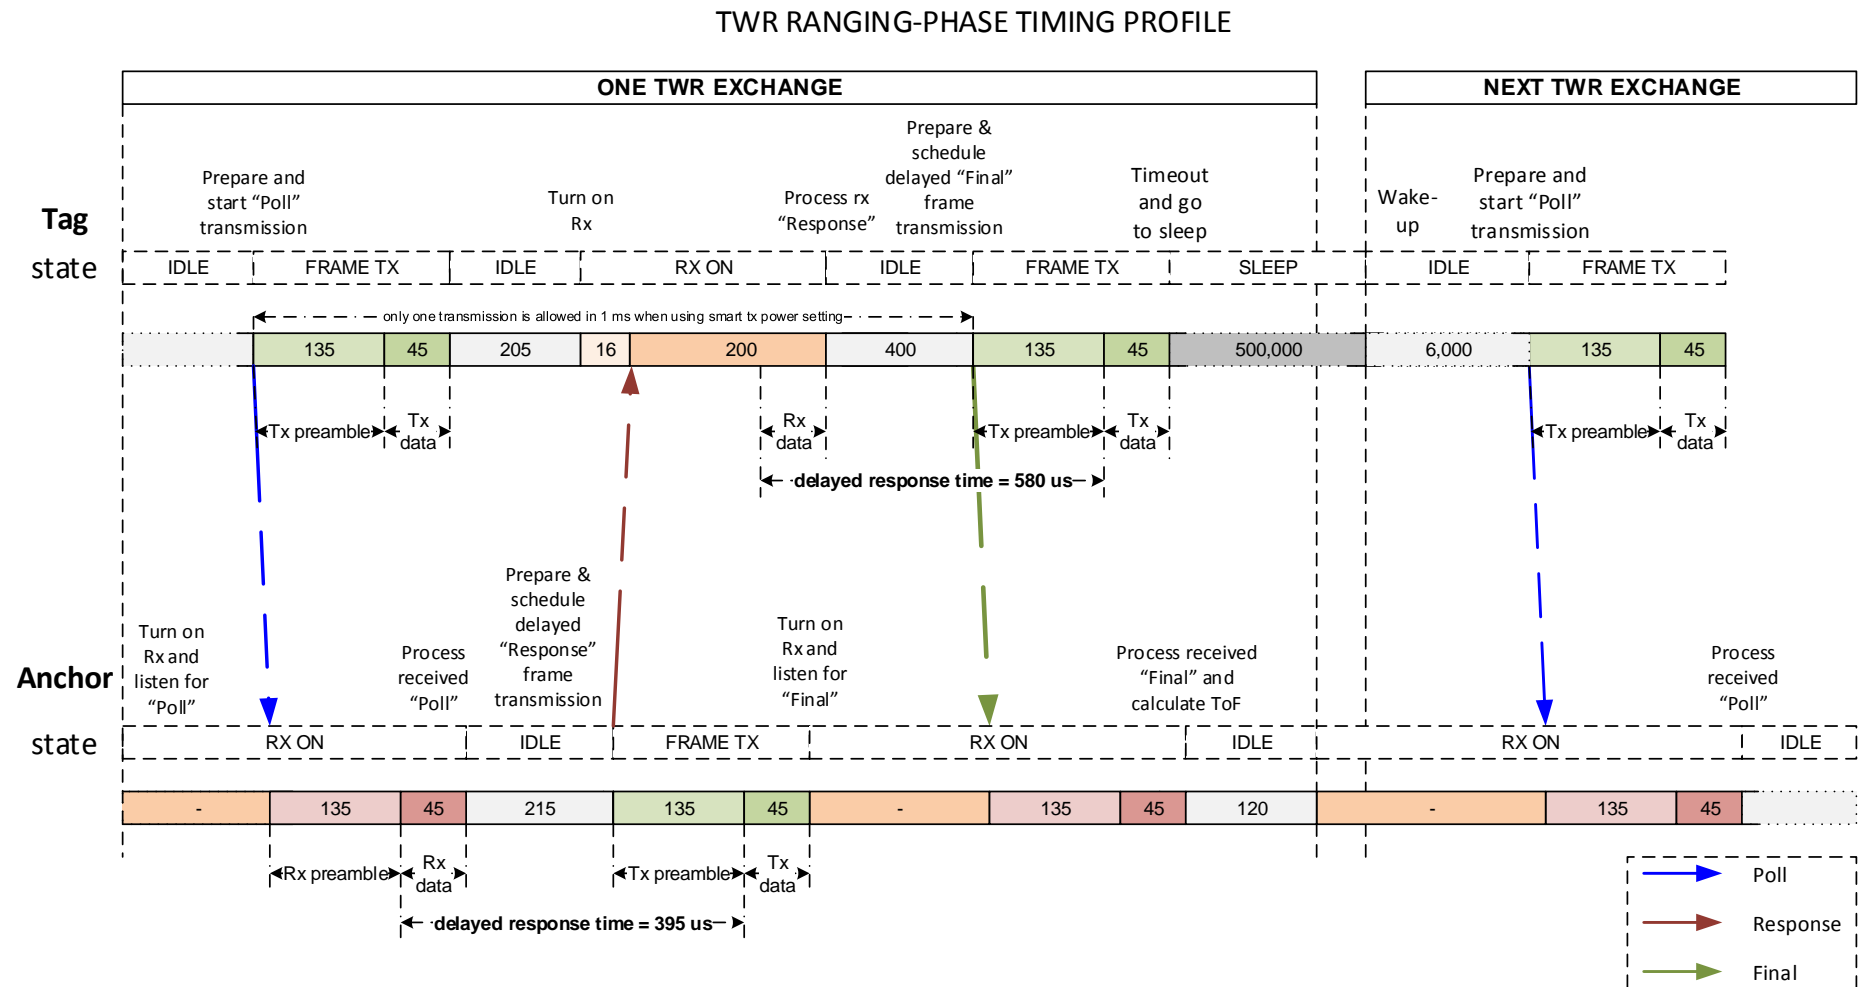 TWR RANGING-PHASE TIMING PROFILE
ONE TWR EXCHANGE
NEXT TWR EXCHANGE
Tag
state
Prepare and
start “Poll”
transmission
Turn on
Rx
Process rx
“Response”
Prepare &
schedule
delayed “Final”
frame
transmission
Timeout
and go
to sleep
Wake-
up
Prepare and
start “Poll”
transmission
IDLE
FRAME TX
IDLE
RX ON
IDLE
FRAME TX
SLEEP
IDLE
FRAME TX
only one transmission is allowed in 1 ms when using smart tx power setting
135
45
205
16
200
400
135
45
500,000
6,000
135
45
Tx preamble
Tx
data
Rx
data
Tx preamble
Tx
data
Tx preamble
Tx
data
delayed response time = 580 us
Anchor
state
Turn on
Rx and
listen for
“Poll”
Process
received
“Poll”
Prepare &
schedule
delayed
“Response”
frame
transmission
Turn on
Rx and
listen for
“Final”
Process received
“Final” and
calculate ToF
Process
received
“Poll”
RX ON
IDLE
FRAME TX
RX ON
IDLE
RX ON
IDLE
-
135
45
215
135
45
-
135
45
120
-
135
45
Rx preamble
Rx
data
Tx preamble
Tx
data
delayed response time = 395 us
Poll
Response
Final